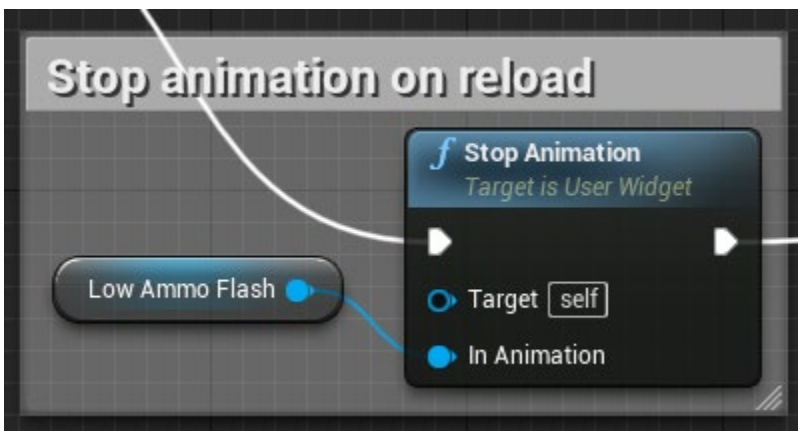 Stop animation on reload
f Stop Animation
Target is User Widget
Low Ammo Flash
Target self
In Animation